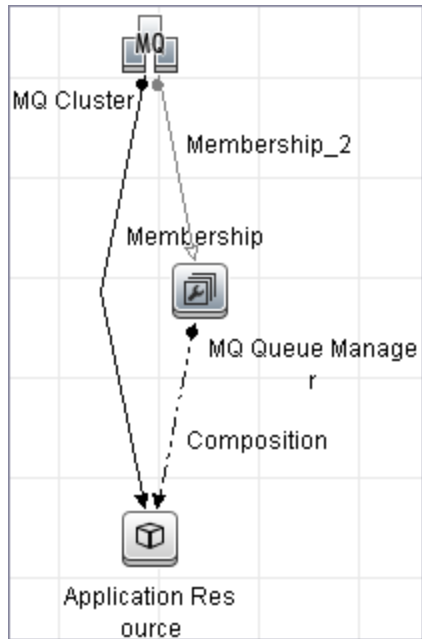 MQ
MQ Cluster
Membership_2
Membership
MQ Queue Manage
r
Composition
Application Res
ource